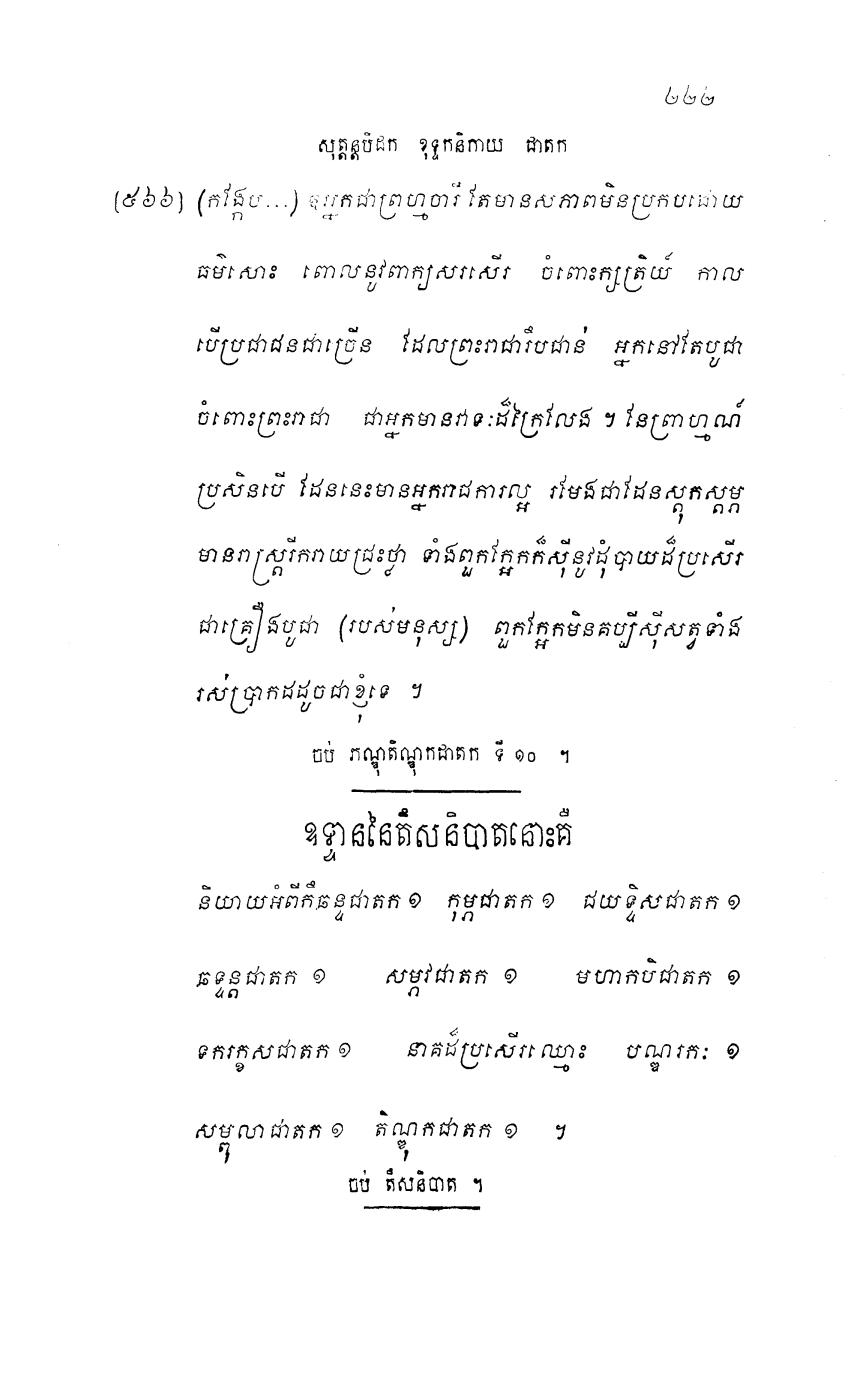 ២២២
សុត្តន្តបិដក ខុទ្ទកនិកាយ ជាតក
(៥៦៦) (កង្កែប...) អ្នកជាព្រហ្មចារី តែមានសភាពមិនប្រកបដោយ
ធម៌សោះ ពោលនូវពាក្យសរសើរ ចំពោះក្សត្រិយ៍ កាល
បើប្រជាជនជាច្រើន ដែលព្រះរាជារឹបជាន់ អ្នកនៅតែបូជា
ចំពោះព្រះរាជា ជាអ្នកមានវាទៈដ៏ក្រៃលែង ។ នែព្រាហ្មណ៍
ប្រសិនបើ ដែននេះមានអ្នករាជការល្អ រមែងជាដែនស្តុកស្តម្ភ
មានរាស្ត្ររីករាយជ្រះថ្លា ទាំងពួកក្អែកក៏ស៊ីនូវដុំបាយដ៏ប្រសើរ
ជាគ្រឿងបូជា (របស់មនុស្ស) ពួកក្អែកមិនគប្បីស៊ីសត្វទាំង
រស់ប្រាកដដូចជាខ្ញុំទេ ។
ចប់ ភណ្ឌុតិណ្ឌុកជាតក ទី ១០ ។
ឧទ្ទាននៃតឹសនិបាតនោះគឺ
និយាយអំពីកឹឆន្ទជាតក ១ កុម្ភជាតក ១ ជយទ្ទិសជាតក ១
ឆទ្ទន្តជាតក ១ សម្ភវជាតក ១ មហាកបិជាតក ១
ទករក្ខសជាតក ១ នាគដ៏ប្រសើរឈ្មោះ បណ្ឌរកៈ ១
សម្ពុលាជាតក ១ តិណ្ឌុកជាតក ១ ។
ចប់ តឹសនិបាត ។